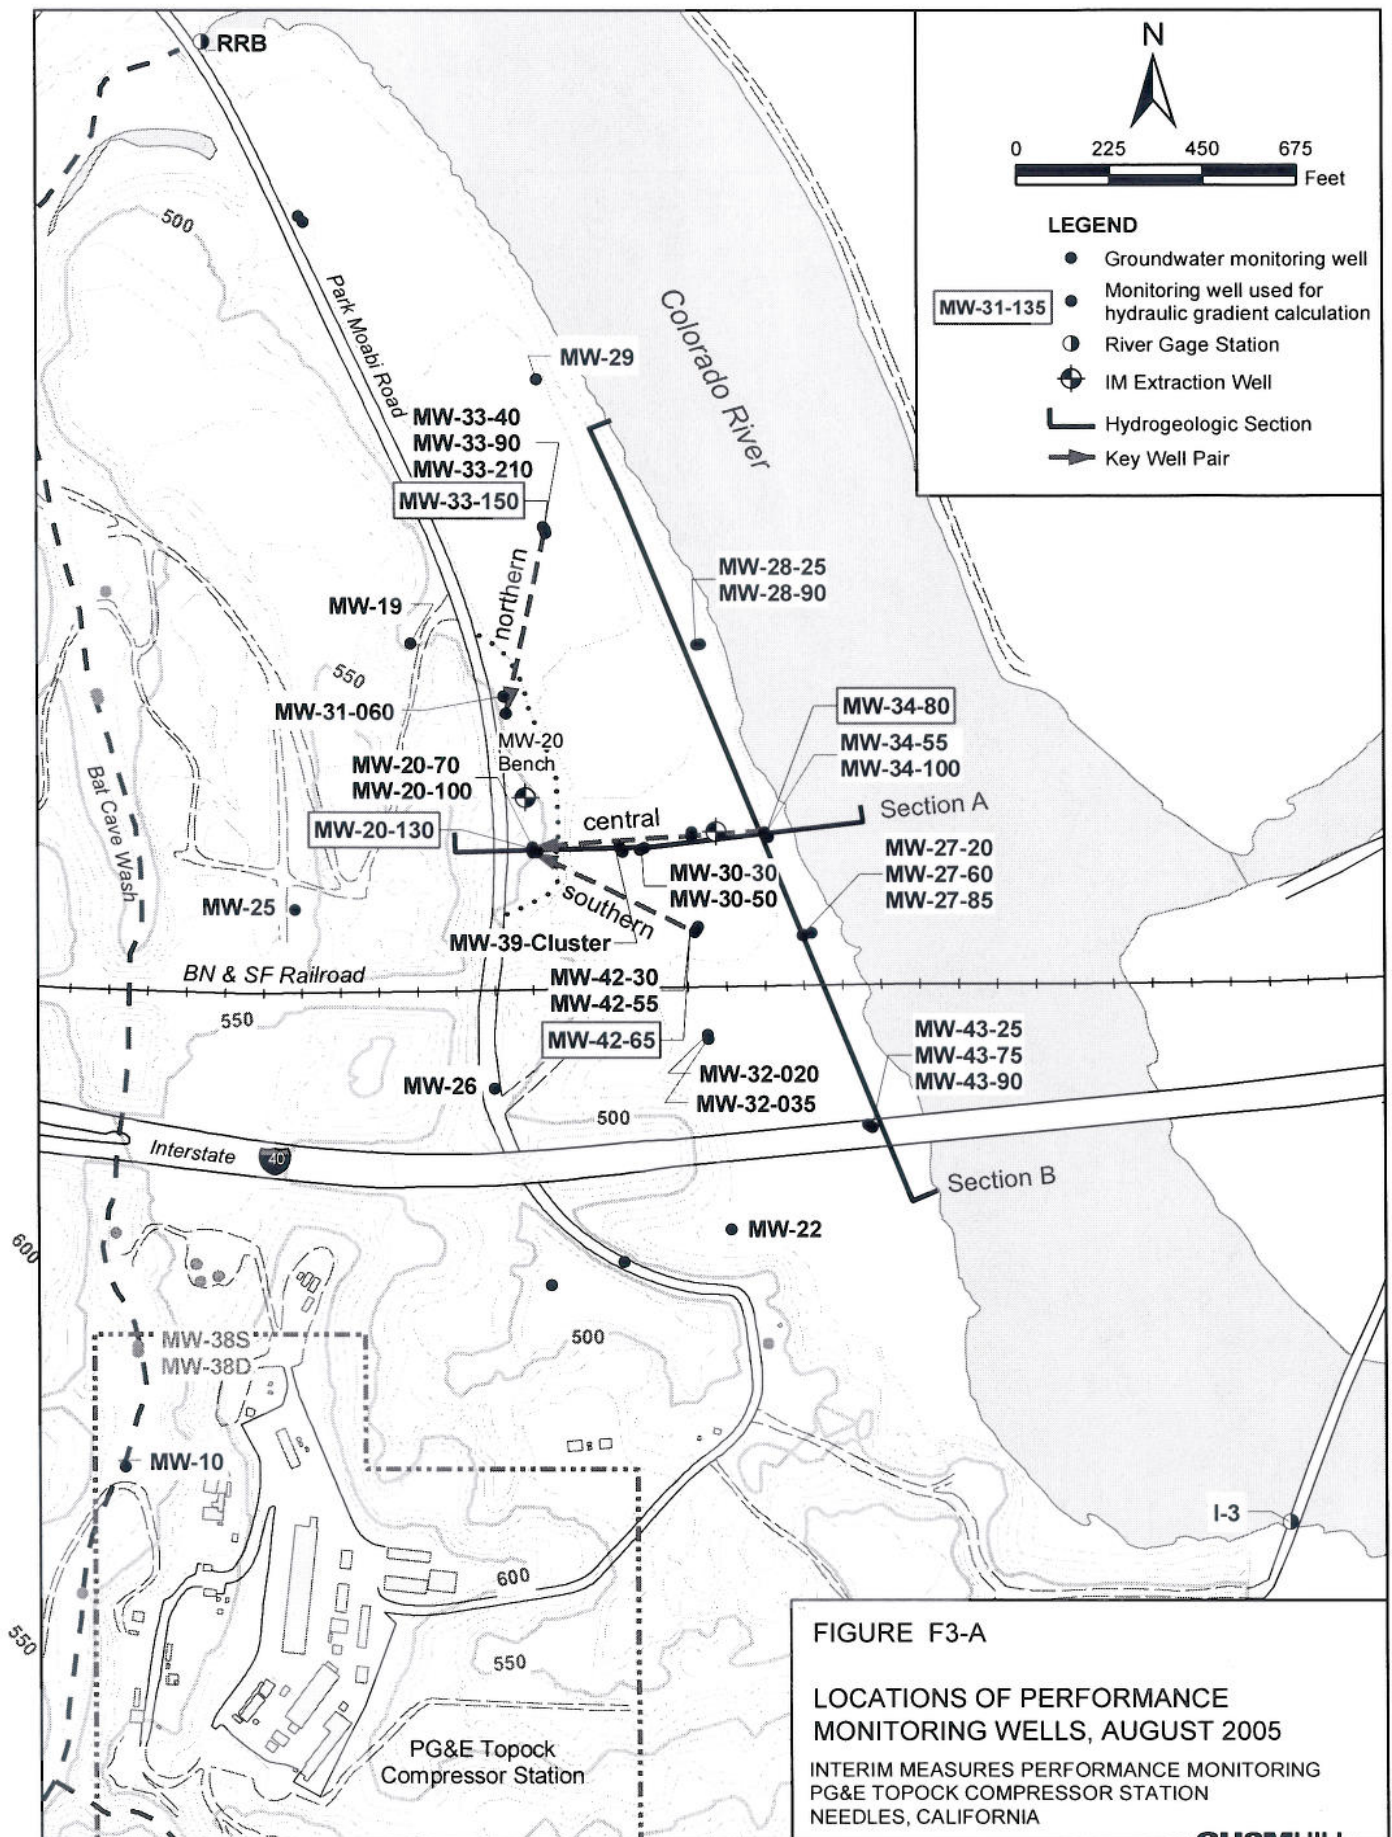 RRB
N
0 225 450 675
Feet
LEGEND
Groundwater monitoring well
MW-31-135
Monitoring well used for
hydraulic gradient calculation
River Gage Station
IM Extraction Well
Hydrogeologic Section
Key Well Pair
500
Park Moabi Road
Colorado River
MW-29
MW-33-40
MW-33-90
MW-33-210
MW-33-150
northern
MW-28-25
MW-28-90
MW-19
550
MW-31-060
MW-20
Bench
MW-20-70
MW-20-100
MW-20-130
MW-34-80
MW-34-55
MW-34-100
Section A
central
Bat Cave Wash
MW-27-20
MW-27-60
MW-27-85
MW-30-30
MW-30-50
southern
MW-25
MW-39-Cluster
BN & SF Railroad
MW-42-30
MW-42-55
MW-42-65
550
MW-43-25
MW-43-75
MW-43-90
MW-32-020
MW-32-035
MW-26
500
Interstate
40
Section B
MW-22
600
MW-38S
MW-38D
500
MW-10
I-3
600
550
550
PG&E Topock
Compressor Station
FIGURE F3-A
LOCATIONS OF PERFORMANCE
MONITORING WELLS, AUGUST 2005
INTERIM MEASURES PERFORMANCE MONITORING
PG&E TOPOCK COMPRESSOR STATION
NEEDLES, CALIFORNIA